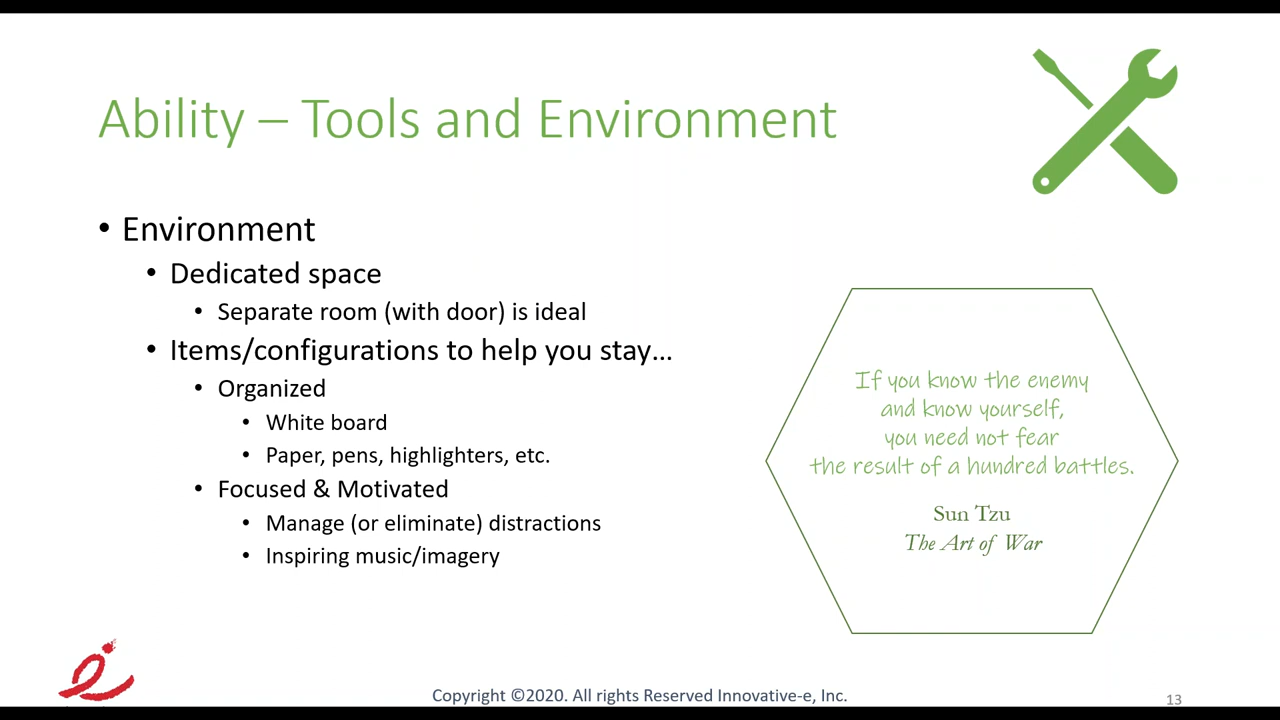 Ability – Tools and Environment
• Environment
• Dedicated space
• Separate room (with door) is ideal
• Items/configurations to help you stay…
• Organized
• White board
• Paper, pens, highlighters, etc.
• Focused & Motivated
• Manage (or eliminate) distractions
• Inspiring music/imagery
If you know the enemy
and know yourself,
you need not fear
the result of a hundred battles.
Sun Tzu
The Art of War
Copyright ©2020. All rights Reserved Innovative-e, Inc.
13